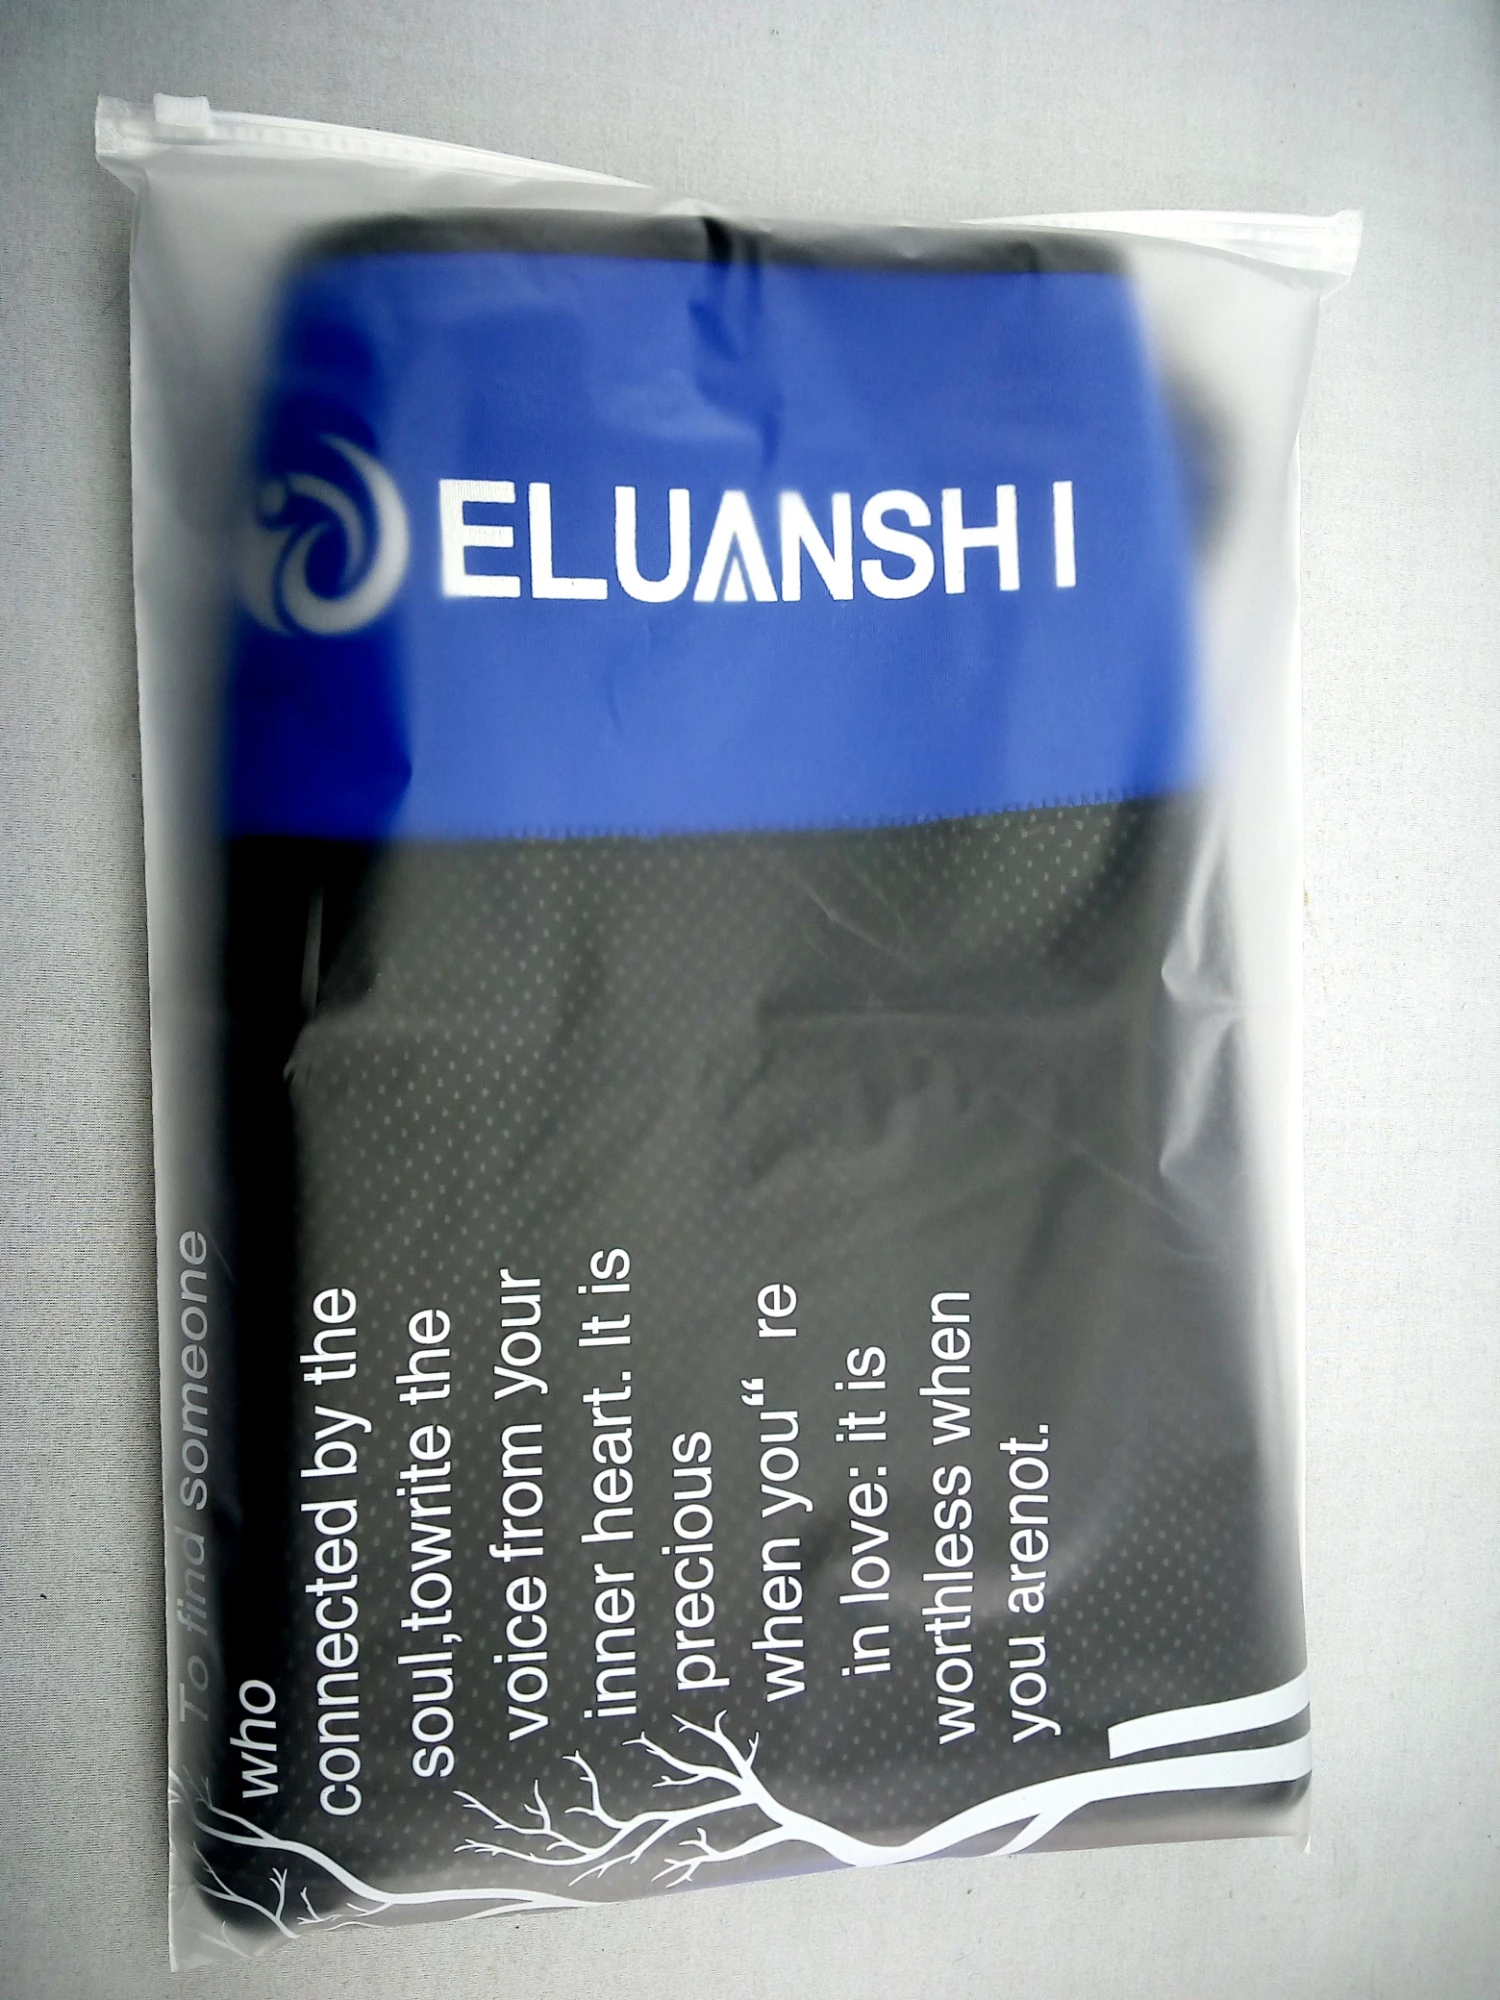 ELUANSHI
To find someone
who
connected by the
soul,towrite the
voice from your
inner heart. It is
precious
when you“ re
in love: it is
worthless when
you arenot.